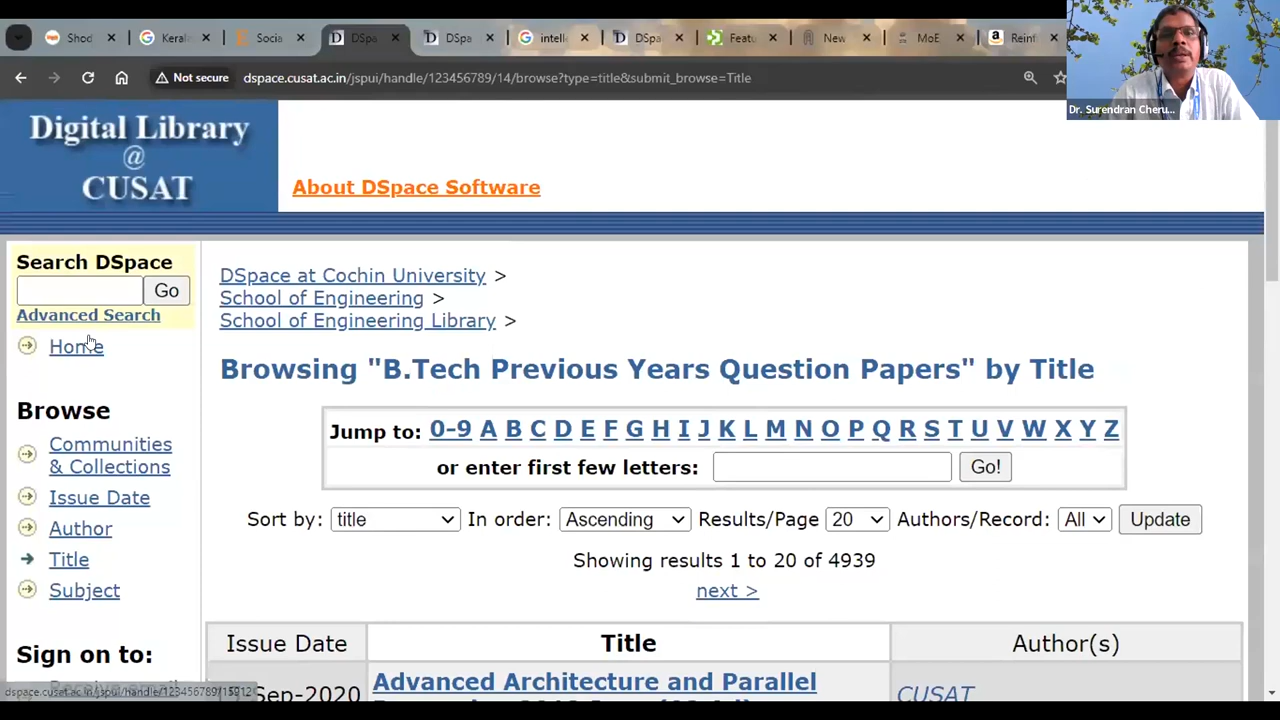 Shod
Kerala
Socia
DSpa
DSpa
intell
DSpa
Featu
New
MoE
Reinf
Not secure
dspace.cusat.ac.in/jspui/handle/123456789/14/browse?type=title&submit_browse=Title
Dr. Surendran Cheru...
Digital Library
@
CUSAT
About DSpace Software
Search DSpace
Go
Advanced Search
Home
Browse
Communities
& Collections
Issue Date
Author
Title
Subject
Sign on to:
DSpace at Cochin University >
School of Engineering >
School of Engineering Library >
Browsing "B.Tech Previous Years Question Papers" by Title
Jump to: 0-9 A B C D E F G H I J K L M N O P Q R S T U V W X Y Z
or enter first few letters: Go!
Sort by: title In order: Ascending Results/Page 20 Authors/Record: All Update
Showing results 1 to 20 of 4939
next >
Issue Date Title Author(s)
Sep-2020 Advanced Architecture and Parallel CUSAT